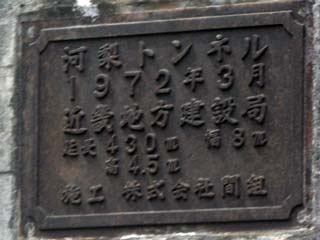 河梨トンネル
1972年3月
近畿地方建設局
延長430m 幅8m
高4.5m
施工 株式会社間組